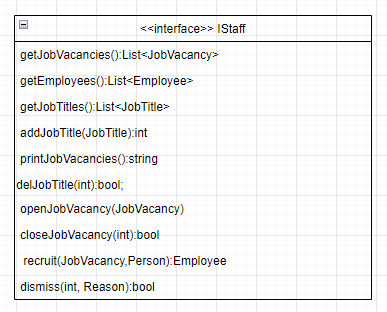 <<interface>> IStaff
getJobVacancies():List<JobVacancy>
getEmployees():List<Employee>
getJobTitles():List<JobTitle>
addJobTitle(JobTitle):int
printJobVacancies():string
delJobTitle(int):bool;
openJobVacancy(JobVacancy)
closeJobVacancy(int):bool
recruit(JobVacancy,Person):Employee
dismiss(int, Reason):bool